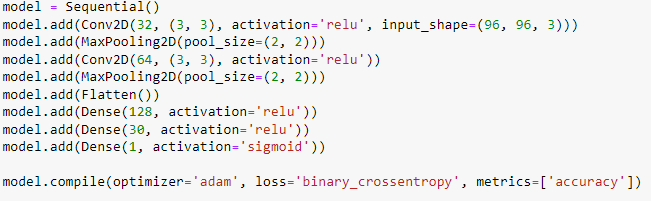 model = Sequential()
model.add(Conv2D(32, (3, 3), activation='relu', input_shape=(96, 96, 3)))
model.add(MaxPooling2D(pool_size=(2, 2)))
model.add(Conv2D(64, (3, 3), activation='relu'))
model.add(MaxPooling2D(pool_size=(2, 2)))
model.add(Flatten())
model.add(Dense(128, activation='relu'))
model.add(Dense(30, activation='relu'))
model.add(Dense(1, activation='sigmoid'))
model.compile(optimizer='adam', loss='binary_crossentropy', metrics=['accuracy'])